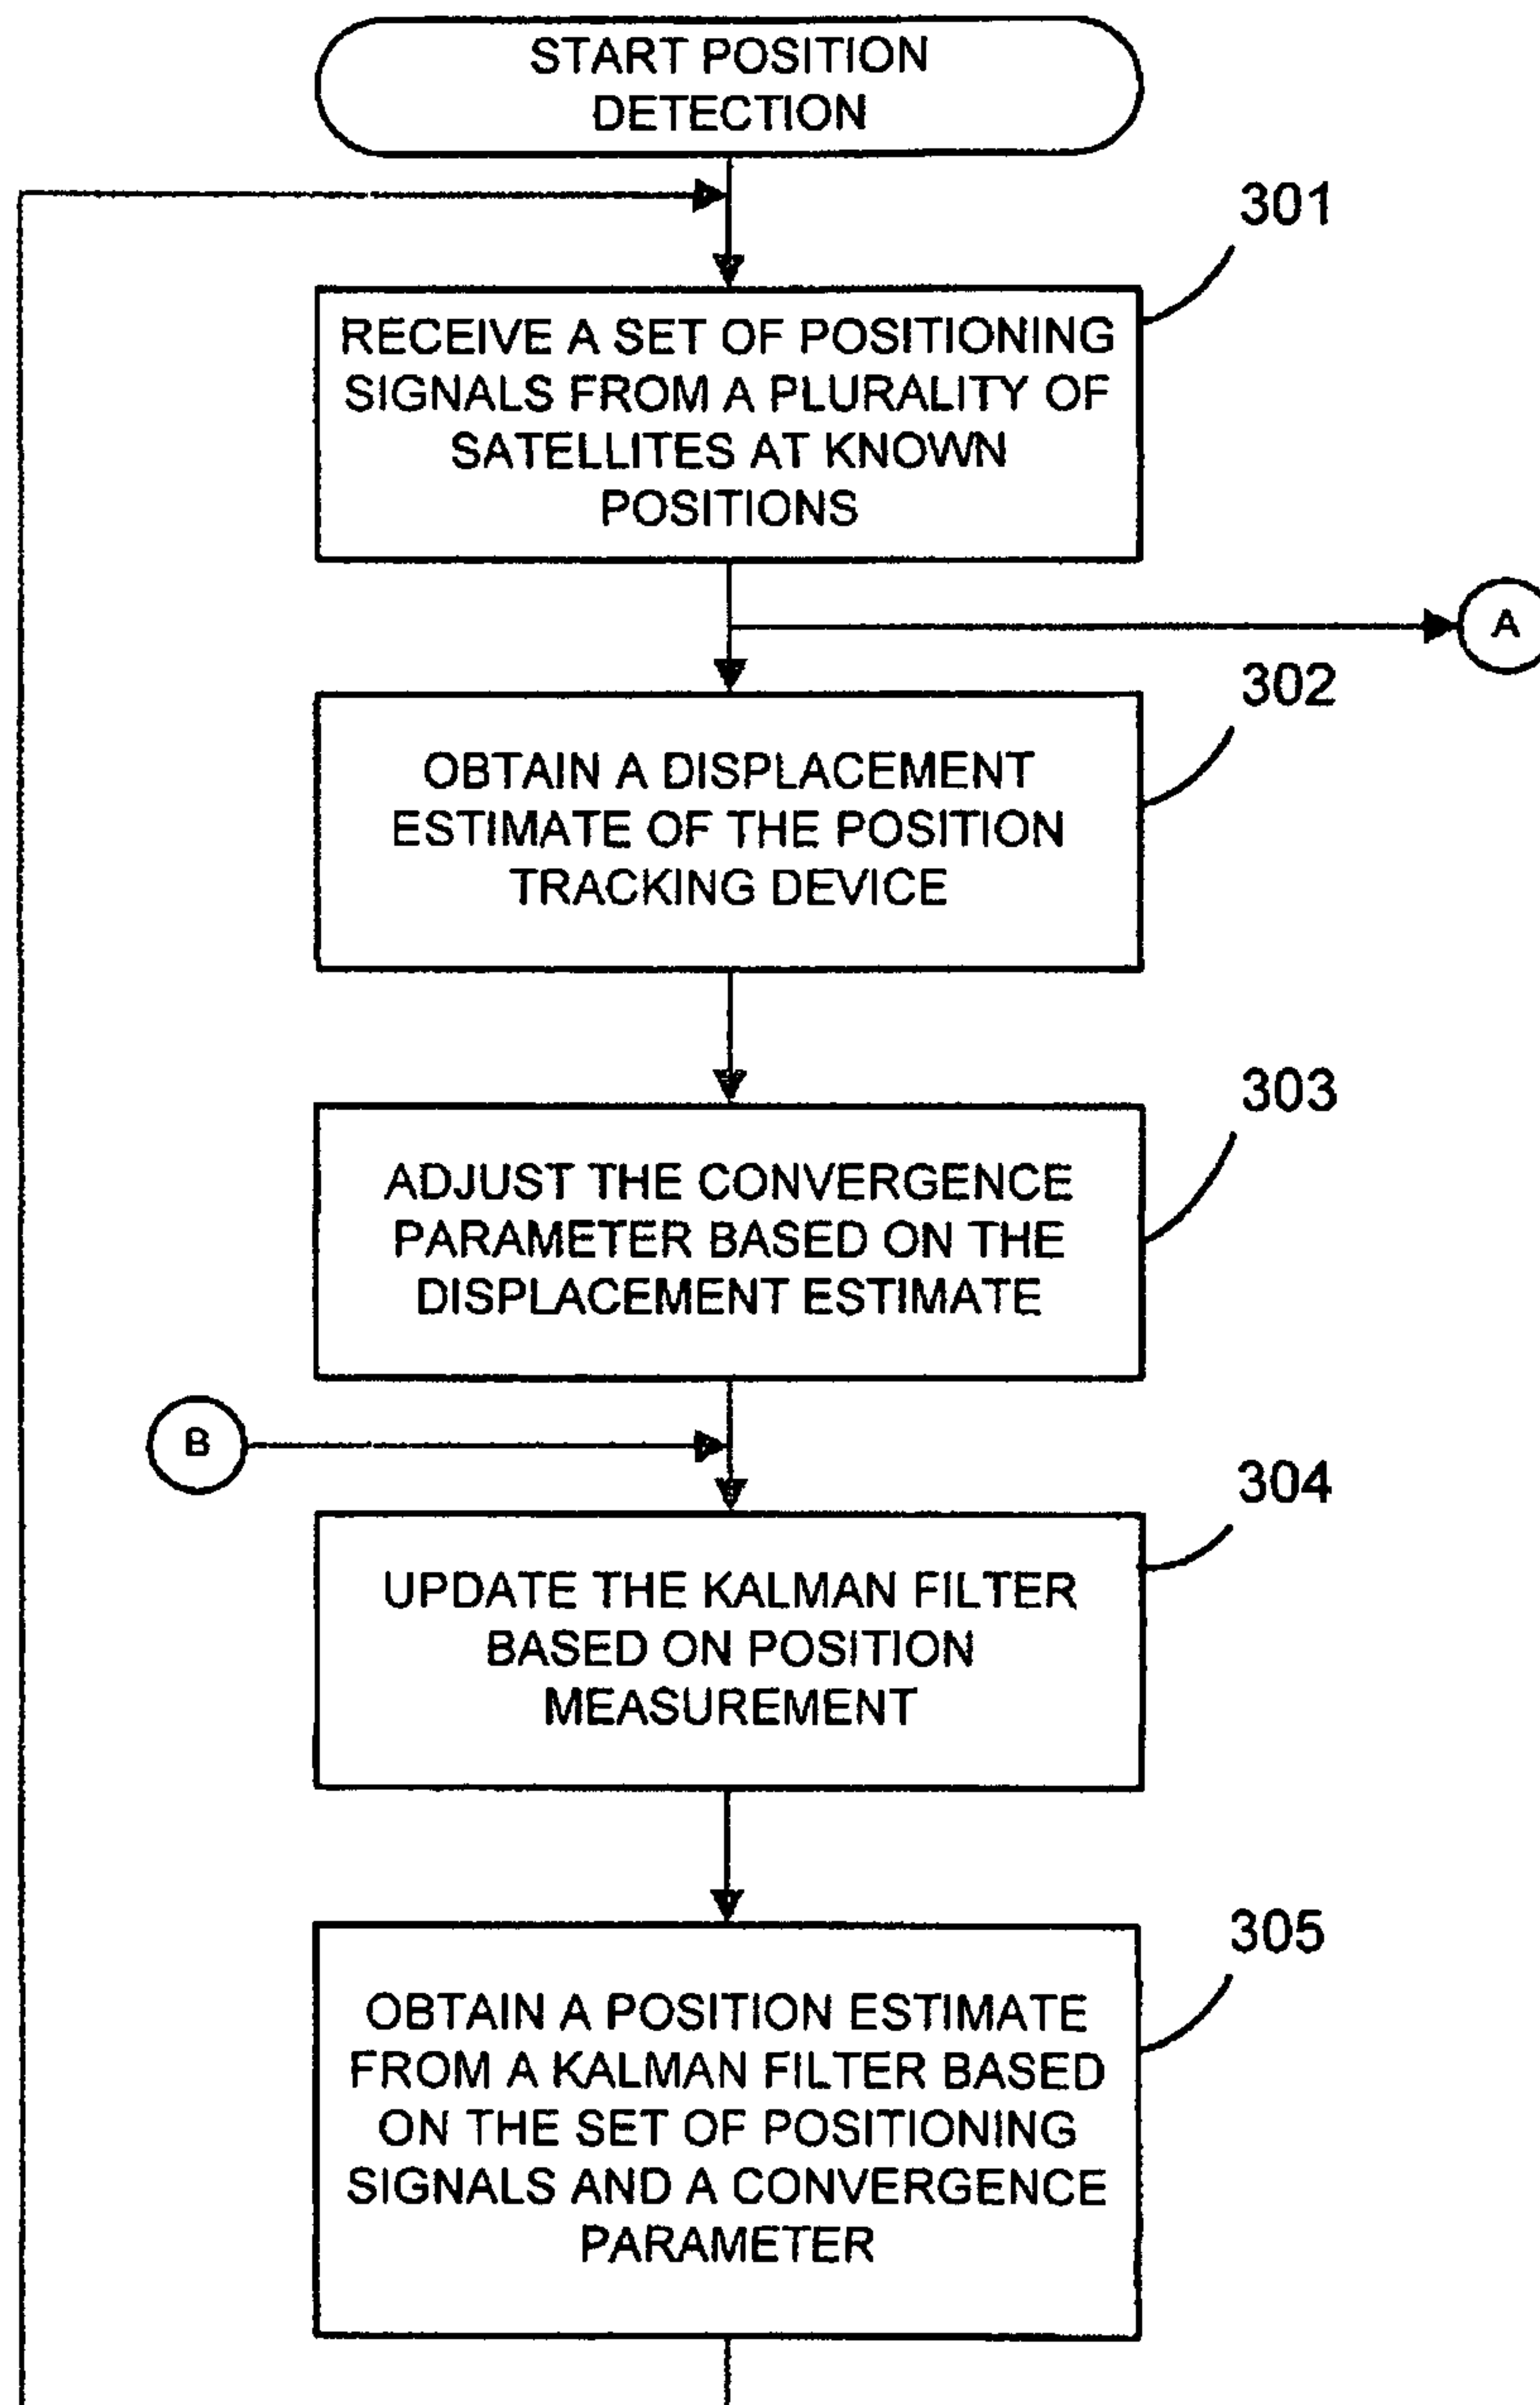 START POSITION
DETECTION
301
RECEIVE A SET OF POSITIONING
SIGNALS FROM A PLURALITY OF
SATELLITES AT KNOWN
POSITIONS
A
302
OBTAIN A DISPLACEMENT
ESTIMATE OF THE POSITION
TRACKING DEVICE
303
ADJUST THE CONVERGENCE
PARAMETER BASED ON THE
DISPLACEMENT ESTIMATE
B
304
UPDATE THE KALMAN FILTER
BASED ON POSITION
MEASUREMENT
305
OBTAIN A POSITION ESTIMATE
FROM A KALMAN FILTER BASED
ON THE SET OF POSITIONING
SIGNALS AND A CONVERGENCE
PARAMETER